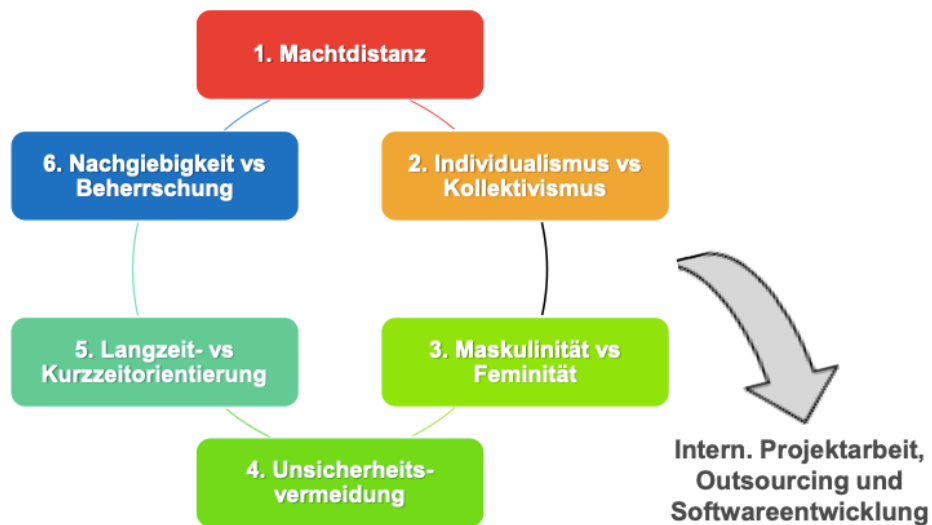 1. Machtdistanz
2. Individualismus vs
Kollektivismus
3. Maskulinität vs
Feminität
4. Unsicherheits-
vermeidung
5. Langzeit- vs
Kurzzeitorientierung
6. Nachgiebigkeit vs
Beherrschung
Intern. Projektarbeit,
Outsourcing und
Softwareentwicklung